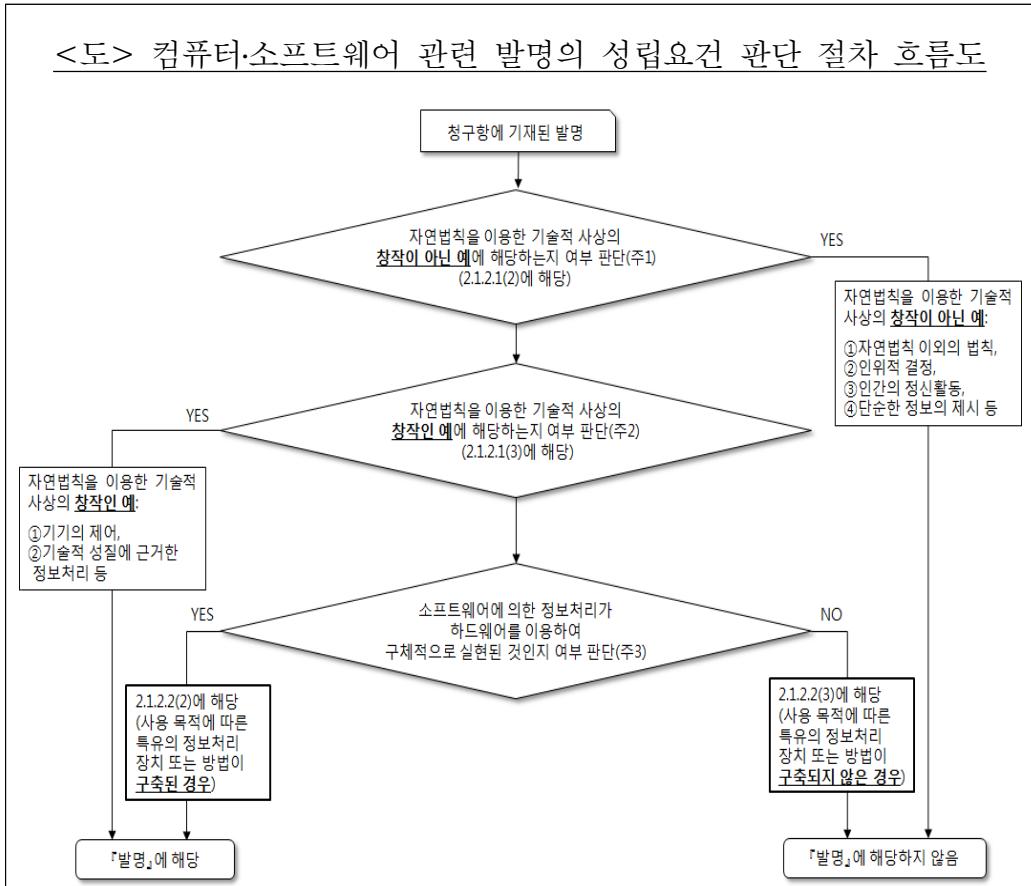 <도> 컴퓨터·소프트웨어 관련 발명의 성립요건 판단 절차 흐름도
청구항에 기재된 발명
자연법칙을 이용한 기술적 사상의
창작이 아닌 예에 해당하는지 여부 판단(주1)
(2.1.2.1(2)에 해당)
YES
자연법칙을 이용한 기술적
사상의 창작이 아닌 예:
①자연법칙 이외의 법칙,
②인위적 결정,
③인간의 정신활동,
④단순한 정보의 제시 등
자연법칙을 이용한 기술적 사상의
창작인 예에 해당하는지 여부 판단(주2)
(2.1.2.1(3)에 해당)
YES
자연법칙을 이용한 기술적
사상의 창작인 예:
①기기의 제어,
②기술적 성질에 근거한
정보처리 등
소프트웨어에 의한 정보처리가
하드웨어를 이용하여
구체적으로 실현된 것인지 여부 판단(주3)
YES
NO
2.1.2.2(2)에 해당
(사용 목적에 따른
특유의 정보처리
장치 또는 방법이
구축된 경우)
2.1.2.2(3)에 해당
(사용 목적에 따른
특유의 정보처리
장치 또는 방법이
구축되지 않은 경우)
『발명』에 해당
『발명』에 해당하지 않음